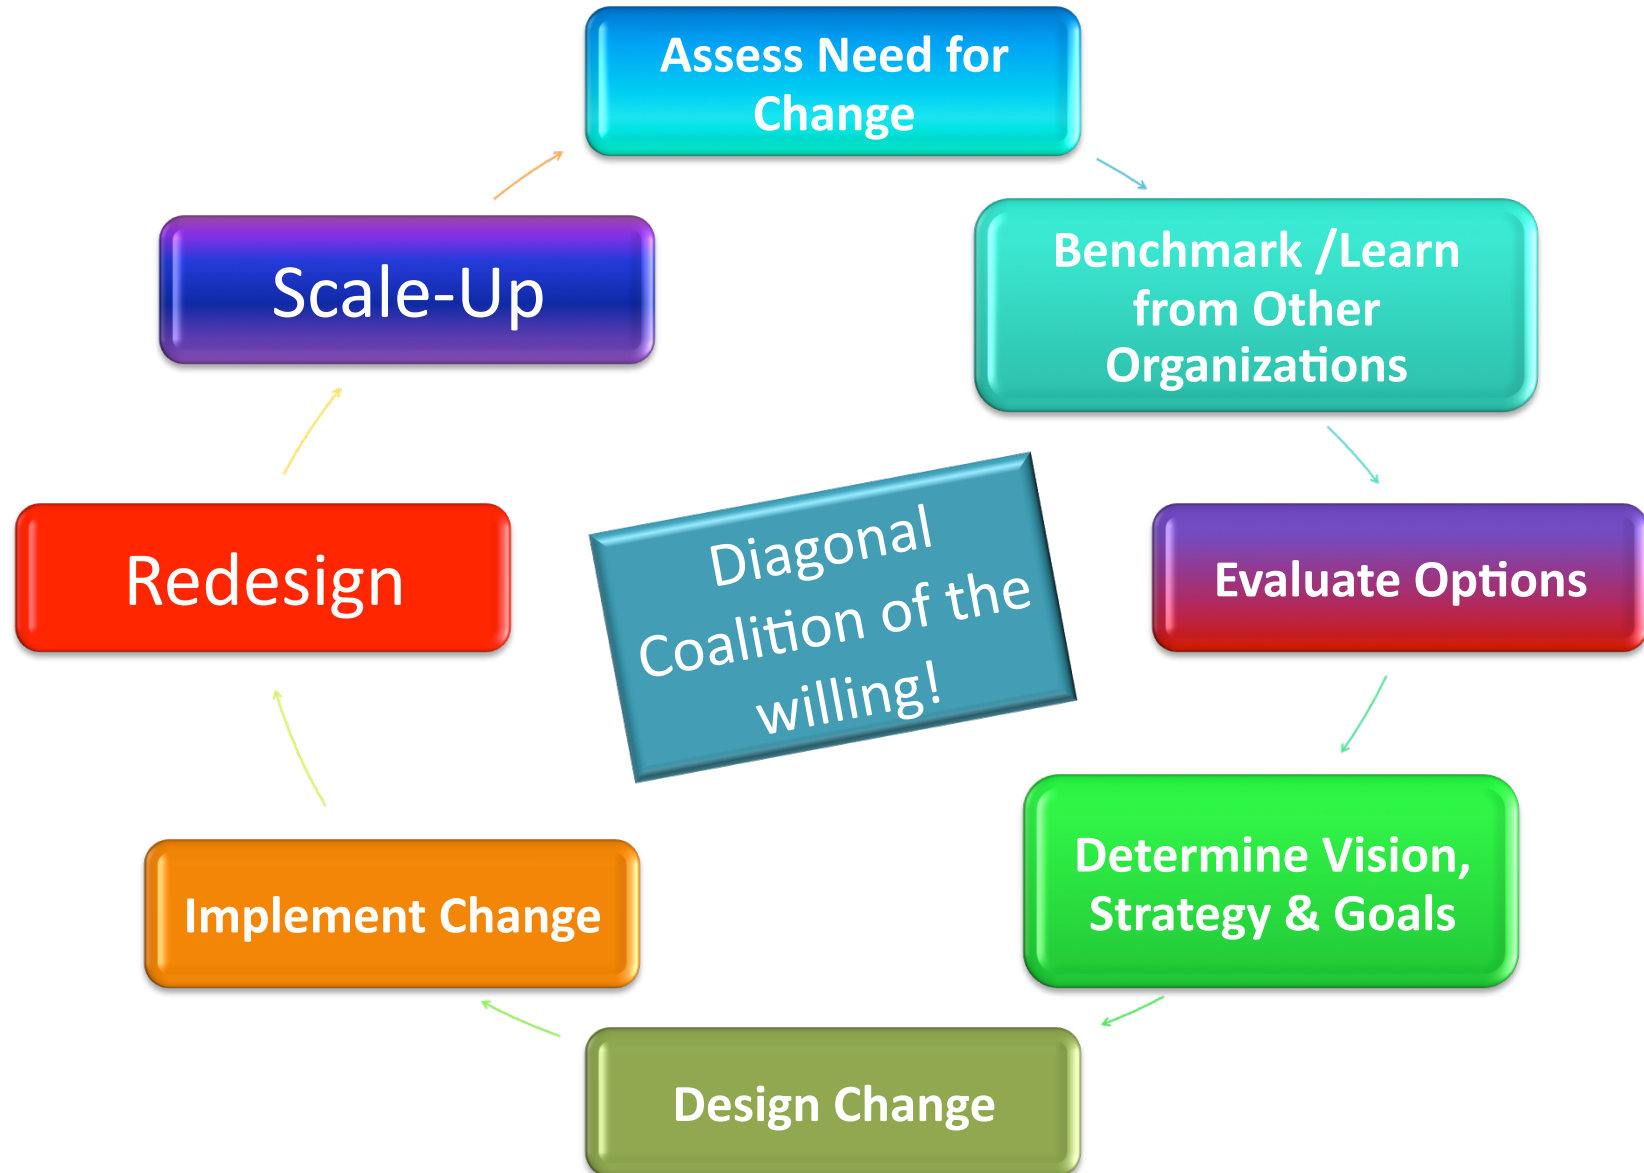 Assess Need for
Change
Benchmark /Learn
from Other
Organizations
Evaluate Options
Determine Vision,
Strategy & Goals
Design Change
Implement Change
Redesign
Scale-Up
Diagonal
Coalition of the
willing!